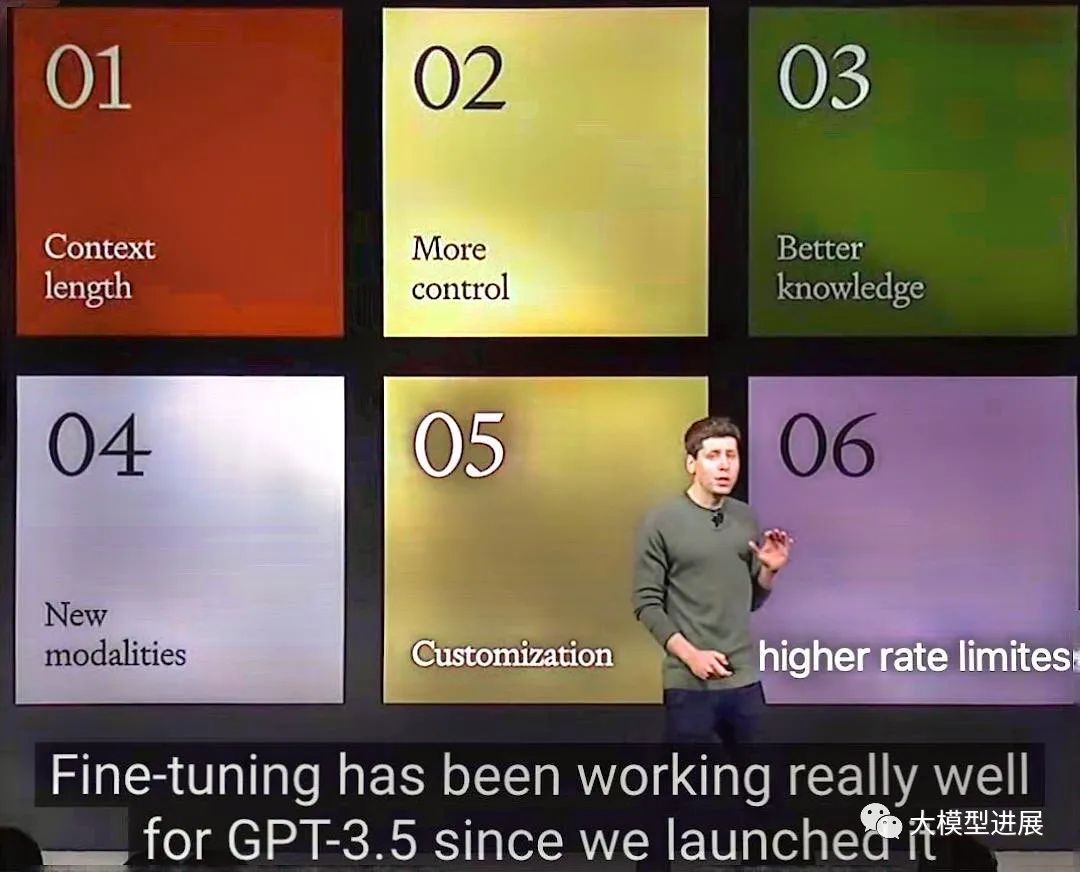 01
Context
length
02
More
control
03
Better
knowledge
04
New
modalities
05
Customization
06
higher rate limites
Fine-tuning has been working really well
for GPT-3.5 since we launched it
大模型进展